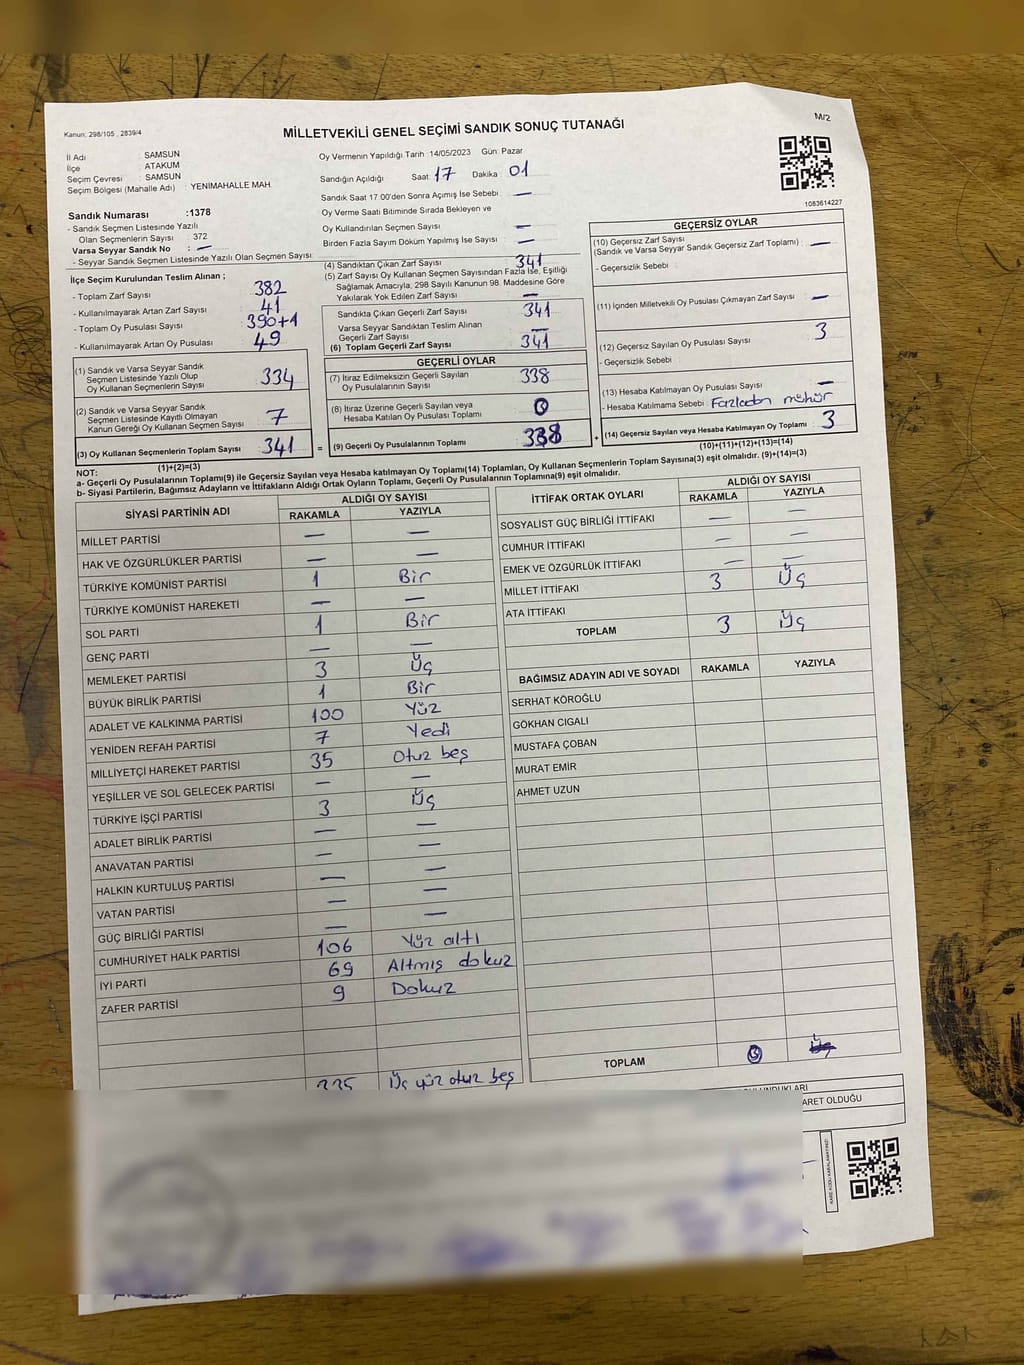 M/2
Kanun: 298/105 , 2839/4
MİLLETVEKİLİ GENEL SEÇİMİ SANDIK SONUÇ TUTANAĞI
İl Adı : SAMSUN
İlçe : ATAKUM
Seçim Çevresi : SAMSUN
Seçim Bölgesi (Mahalle Adı) : YENİMAHALLE MAH
Oy Vermenin Yapıldığı Tarih :14/05/2023 Gün: Pazar
Sandığın Açıldığı Saat: 17 Dakika: 01
Sandık Saat 17:00'den Sonra Açımış İse Sebebi : —
Oy Verme Saati Bitiminde Sırada Bekleyen ve
Oy Kullandırılan Seçmen Sayısı : —
Birden Fazla Sayım Döküm Yapılmış İse Sayısı : —
1083614227
Sandık Numarası :1378
- Sandık Seçmen Listesinde Yazılı
Olan Seçmenlerin Sayısı : 372
Varsa Seyyar Sandık No : —
- Seyyar Sandık Seçmen Listesinde Yazılı Olan Seçmen Sayısı:
İlçe Seçim Kurulundan Teslim Alınan ;
- Toplam Zarf Sayısı 382
- Kullanılmayarak Artan Zarf Sayısı 41
- Toplam Oy Pusulası Sayısı 390+1
- Kullanılmayarak Artan Oy Pusulası 49
(1) Sandık ve Varsa Seyyar Sandık
Seçmen Listesinde Yazılı Olup
Oy Kullanan Seçmenlerin Sayısı 334
(2) Sandık ve Varsa Seyyar Sandık
Seçmen Listesinde Kayıtlı Olmayan
Kanun Gereği Oy Kullanan Seçmen Sayısı 7
(3) Oy Kullanan Seçmenlerin Toplam Sayısı 341 =
(1)+(2)=(3)
(4) Sandıktan Çıkan Zarf Sayısı 341
(5) Zarf Sayısı Oy Kullanan Seçmen Sayısından Fazla İse, Eşitliği
Sağlamak Amacıyla, 298 Sayılı Kanunun 98. Maddesine Göre
Yakılarak Yok Edilen Zarf Sayısı —
Sandıkta Çıkan Geçerli Zarf Sayısı 341
Varsa Seyyar Sandıktan Teslim Alınan
Geçerli Zarf Sayısı —
(6) Toplam Geçerli Zarf Sayısı 341
GEÇERLİ OYLAR
(7) İtiraz Edilmeksizin Geçerli Sayılan
Oy Pusulalarının Sayısı 338
(8) İtiraz Üzerine Geçerli Sayılan veya
Hesaba Katılan Oy Pusulası Toplamı 0
(9) Geçerli Oy Pusulalarının Toplamı 338 +
GEÇERSİZ OYLAR
(10) Geçersiz Zarf Sayısı
(Sandık ve Varsa Seyyar Sandık Geçersiz Zarf Toplamı) : —
- Geçersizlik Sebebi :
(11) İçinden Milletvekili Oy Pusulası Çıkmayan Zarf Sayısı —
(12) Geçersiz Sayılan Oy Pusulası Sayısı 3
- Geçersizlik Sebebi :
(13) Hesaba Katılmayan Oy Pusulası Sayısı —
- Hesaba Katılmama Sebebi : Fazladan mühür
(14) Geçersiz Sayılan veya Hesaba Katılmayan Oy Toplamı 3
(10)+(11)+(12)+(13)=(14)
NOT:
a- Geçerli Oy Pusulalarının Toplamı(9) ile Geçersiz Sayılan veya Hesaba katılmayan Oy Toplamı(14) Toplamları, Oy Kullanan Seçmenlerin Toplam Sayısına(3) eşit olmalıdır. (9)+(14)=(3)
b- Siyasi Partilerin, Bağımsız Adayların ve İttifakların Aldığı Ortak Oyların Toplamı, Geçerli Oy Pusulalarının Toplamına(9) eşit olmalıdır.
SİYASİ PARTİNİN ADI ALDIĞI OY SAYISI
RAKAMLA YAZIYLA
MİLLET PARTİSİ — —
HAK VE ÖZGÜRLÜKLER PARTİSİ — —
TÜRKİYE KOMÜNİST PARTİSİ 1 Bir
TÜRKİYE KOMÜNİST HAREKETİ — —
SOL PARTİ 1 Bir
GENÇ PARTİ — —
MEMLEKET PARTİSİ 3 Üç
BÜYÜK BİRLİK PARTİSİ 1 Bir
ADALET VE KALKINMA PARTİSİ 100 Yüz
YENİDEN REFAH PARTİSİ 7 Yedi
MİLLİYETÇİ HAREKET PARTİSİ 35 Otuz beş
YEŞİLLER VE SOL GELECEK PARTİSİ — —
TÜRKİYE İŞÇİ PARTİSİ 3 Üç
ADALET BİRLİK PARTİSİ — —
ANAVATAN PARTİSİ — —
HALKIN KURTULUŞ PARTİSİ — —
VATAN PARTİSİ —
GÜÇ BİRLİĞİ PARTİSİ — —
CUMHURİYET HALK PARTİSİ 106 Yüz altı
İYİ PARTİ 69 Altmış dokuz
ZAFER PARTİSİ 9 Dokuz
335 Üç yüz otuz beş
İTTİFAK ORTAK OYLARI ALDIĞI OY SAYISI
RAKAMLA YAZIYLA
SOSYALİST GÜÇ BİRLİĞİ İTTİFAKI — —
CUMHUR İTTİFAKI — —
EMEK VE ÖZGÜRLÜK İTTİFAKI — —
MİLLET İTTİFAKI 3 Üç
ATA İTTİFAKI
TOPLAM 3 Üç
BAĞIMSIZ ADAYIN ADI VE SOYADI RAKAMLA YAZIYLA
SERHAT KÖROĞLU
GÖKHAN CIGALI
MUSTAFA ÇOBAN
MURAT EMİR
AHMET UZUN
TOPLAM
ARET OLDUĞU